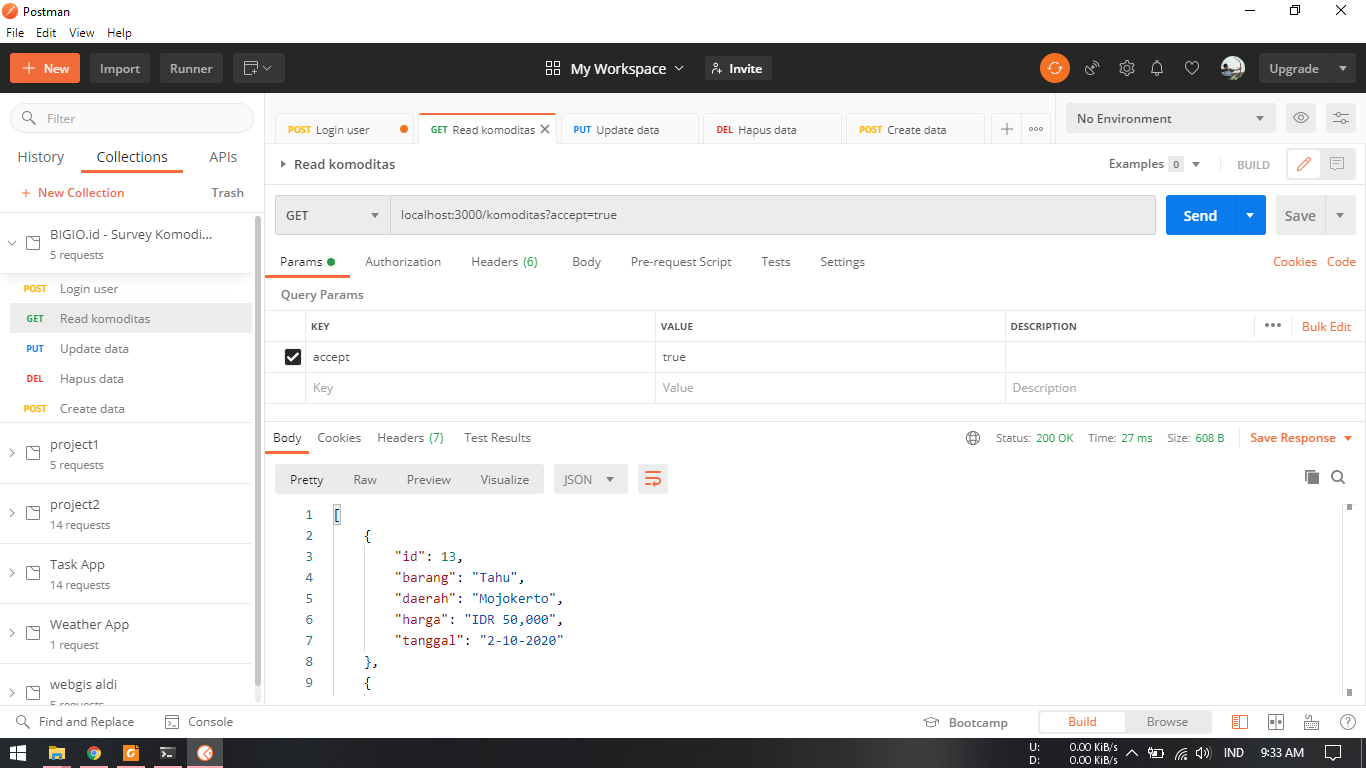 Postman
File Edit View Help
New Import Runner My Workspace Invite Upgrade
Filter
History Collections APIs
+ New Collection Trash
BIGIO.id - Survey Komodi...
5 requests
POST Login user
GET Read komoditas
PUT Update data
DEL Hapus data
POST Create data
project1
5 requests
project2
14 requests
Task App
14 requests
Weather App
1 request
webgis aldi
5 requests
POST Login user GET Read komoditas PUT Update data DEL Hapus data POST Create data
No Environment
Read komoditas Examples 0 BUILD
GET localhost:3000/komoditas?accept=true Send Save
Params Authorization Headers (6) Body Pre-request Script Tests Settings Cookies Code
Query Params
KEY VALUE DESCRIPTION Bulk Edit
accept true
Key Value Description
Body Cookies Headers (7) Test Results Status: 200 OK Time: 27 ms Size: 608 B Save Response
Pretty Raw Preview Visualize JSON
1 [
2 {
3 "id": 13,
4 "barang": "Tahu",
5 "daerah": "Mojokerto",
6 "harga": "IDR 50,000",
7 "tanggal": "2-10-2020"
8 },
9 {
Find and Replace Console Bootcamp Build Browse
U: 0.00 KiB/s
D: 0.00 KiB/s
IND 9:33 AM